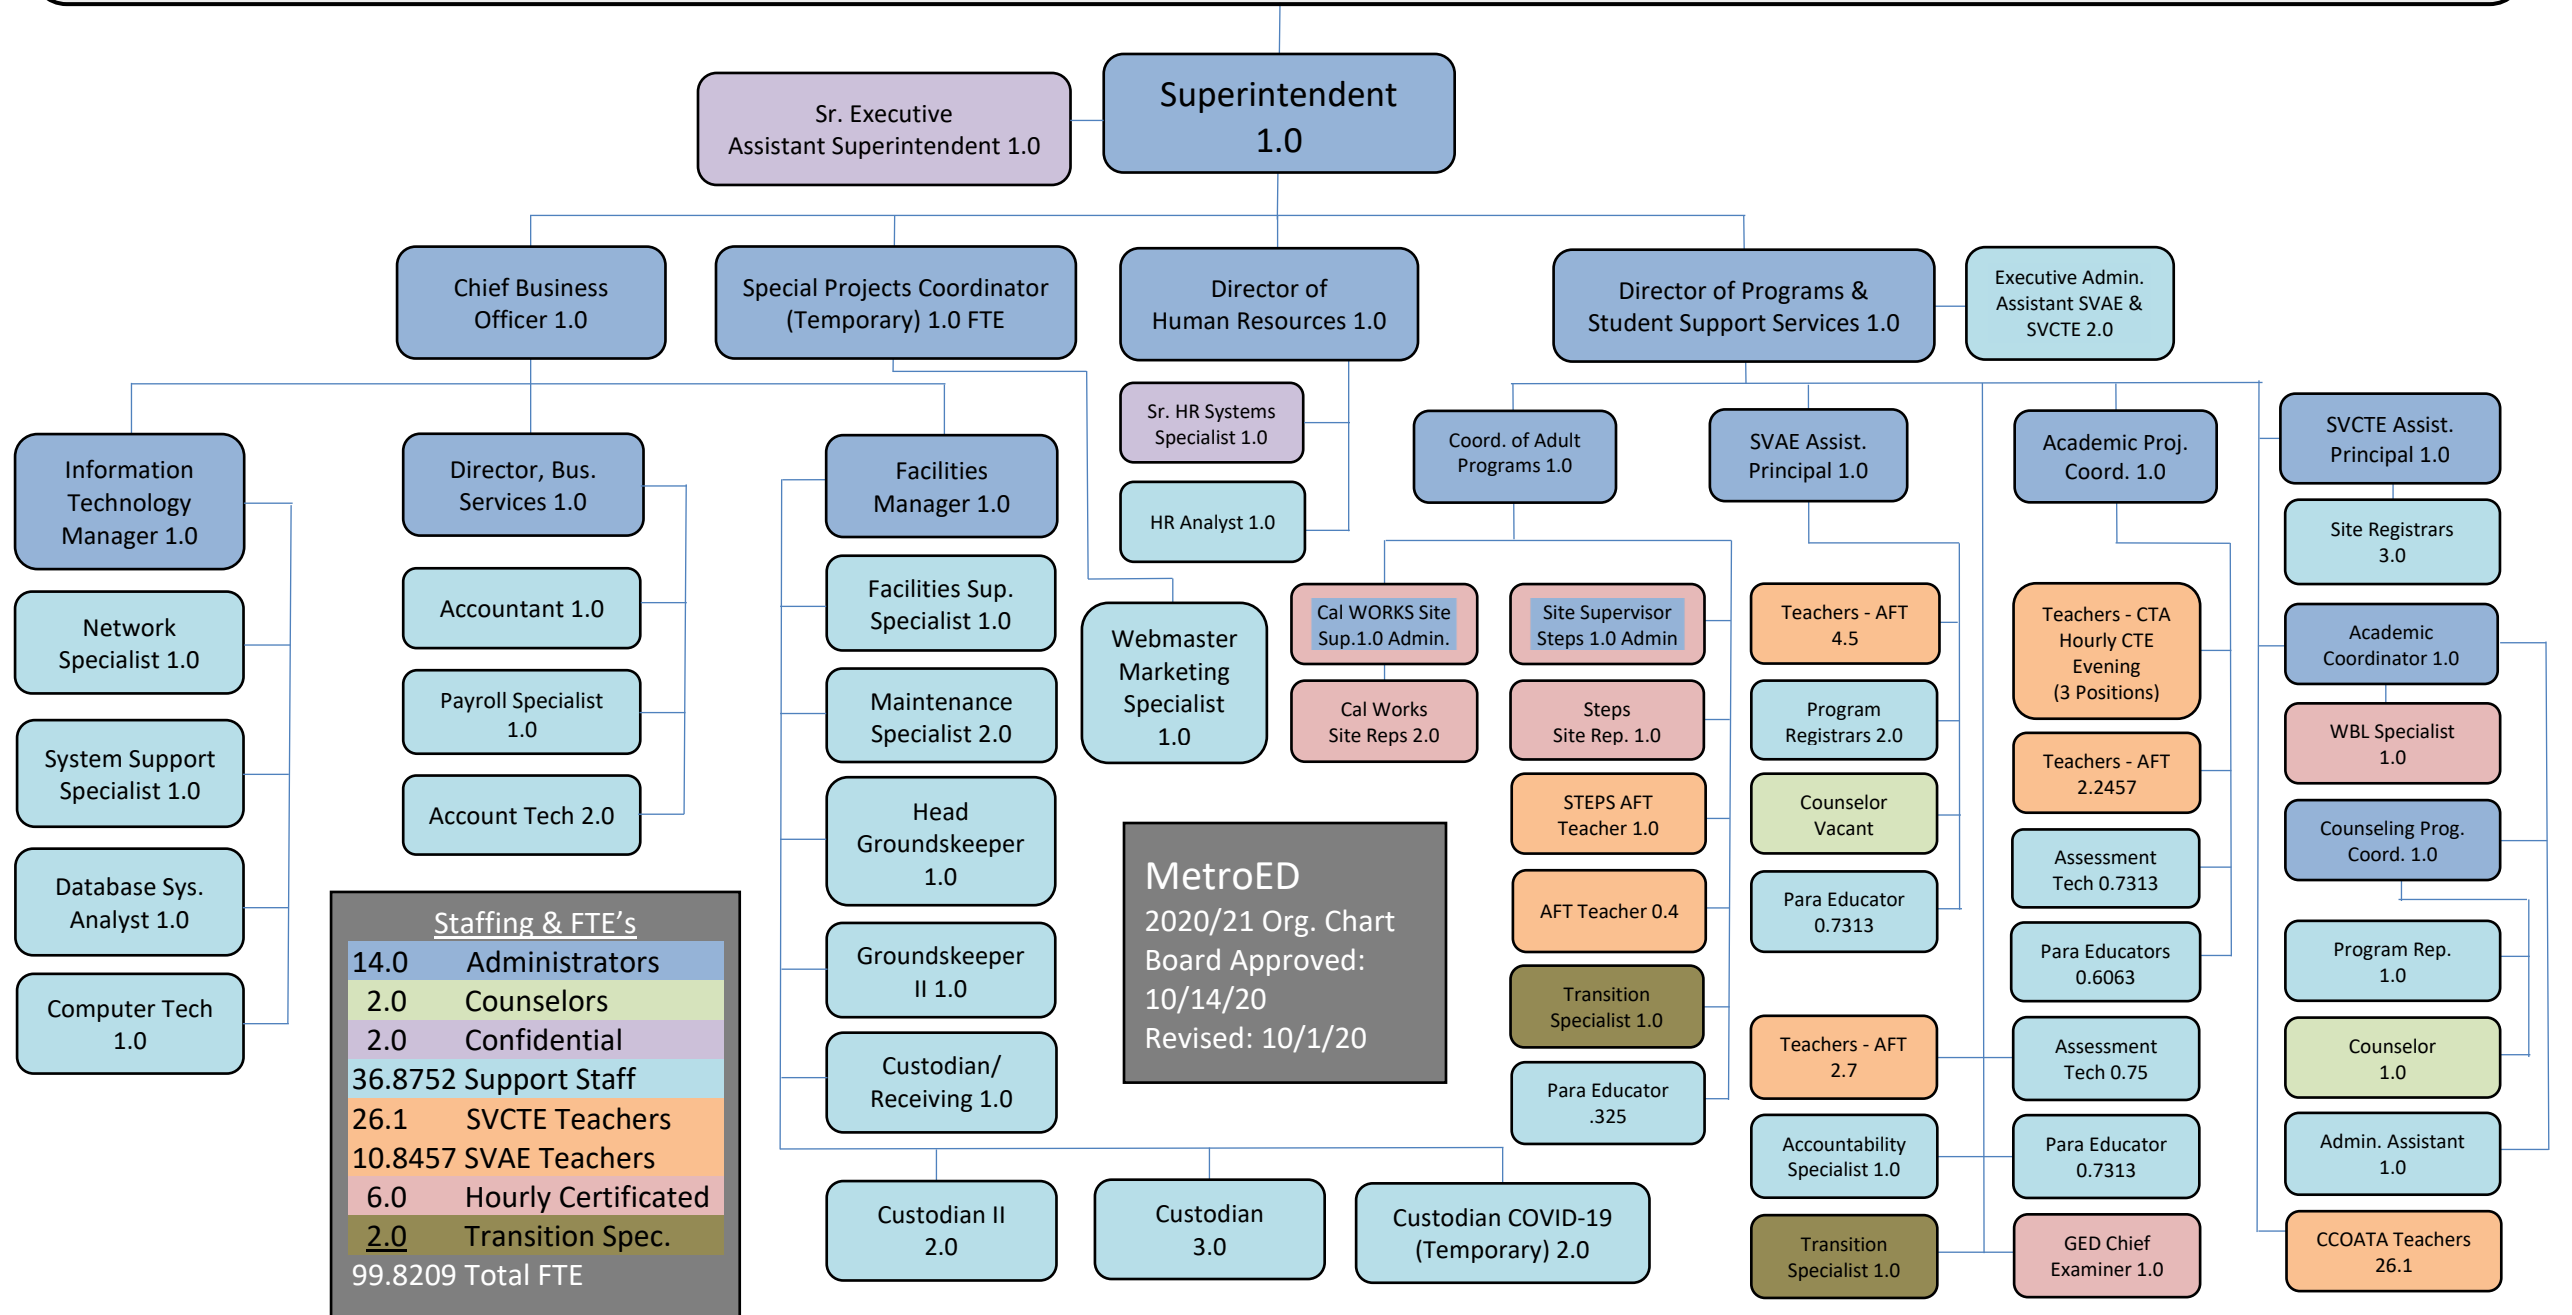 Superintendent
1.0
Sr. Executive
Assistant Superintendent 1.0
Chief Business
Officer 1.0
Special Projects Coordinator
(Temporary) 1.0 FTE
Director of
Human Resources 1.0
Director of Programs &
Student Support Services 1.0
Executive Admin.
Assistant SVAE &
SVCTE 2.0
Information
Technology
Manager 1.0
Network
Specialist 1.0
System Support
Specialist 1.0
Database Sys.
Analyst 1.0
Computer Tech
1.0
Director, Bus.
Services 1.0
Accountant 1.0
Payroll Specialist
1.0
Account Tech 2.0
Facilities
Manager 1.0
Facilities Sup.
Specialist 1.0
Maintenance
Specialist 2.0
Head
Groundskeeper
1.0
Groundskeeper
II 1.0
Custodian/
Receiving 1.0
Custodian II
2.0
Custodian
3.0
Custodian COVID-19
(Temporary) 2.0
Webmaster
Marketing
Specialist
1.0
Sr. HR Systems
Specialist 1.0
HR Analyst 1.0
Coord. of Adult
Programs 1.0
Cal WORKS Site
Sup.1.0 Admin.
Cal Works
Site Reps 2.0
Site Supervisor
Steps 1.0 Admin
Steps
Site Rep. 1.0
STEPS AFT
Teacher 1.0
AFT Teacher 0.4
Transition
Specialist 1.0
Para Educator
.325
SVAE Assist.
Principal 1.0
Teachers - AFT
4.5
Program
Registrars 2.0
Counselor
Vacant
Para Educator
0.7313
Teachers - AFT
2.7
Accountability
Specialist 1.0
Transition
Specialist 1.0
Academic Proj.
Coord. 1.0
Teachers - CTA
Hourly CTE
Evening
(3 Positions)
Teachers - AFT
2.2457
Assessment
Tech 0.7313
Para Educators
0.6063
Assessment
Tech 0.75
Para Educator
0.7313
GED Chief
Examiner 1.0
SVCTE Assist.
Principal 1.0
Site Registrars
3.0
Academic
Coordinator 1.0
WBL Specialist
1.0
Counseling Prog.
Coord. 1.0
Program Rep.
1.0
Counselor
1.0
Admin. Assistant
1.0
CCOATA Teachers
26.1
Staffing & FTE’s
14.0 Administrators
2.0 Counselors
2.0 Confidential
36.8752 Support Staff
26.1 SVCTE Teachers
10.8457 SVAE Teachers
6.0 Hourly Certificated
2.0 Transition Spec.
99.8209 Total FTE
MetroED
2020/21 Org. Chart
Board Approved:
10/14/20
Revised: 10/1/20